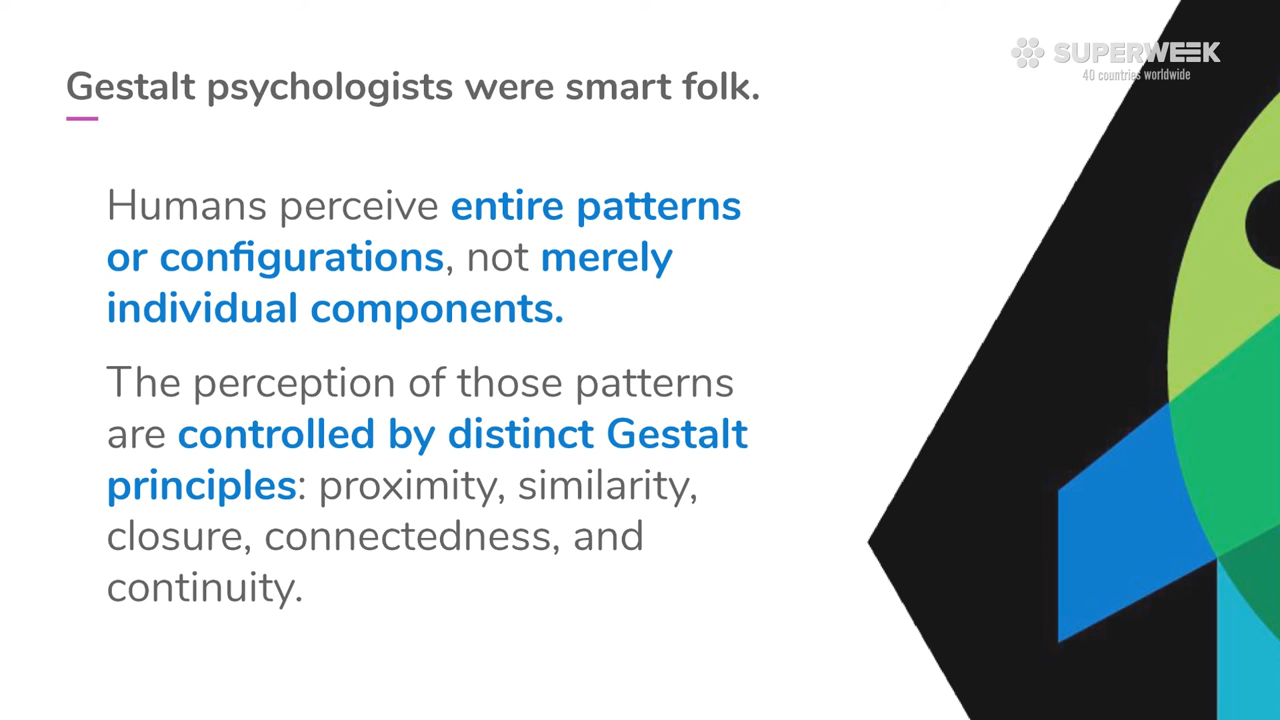 SUPERWEEK
40 countries worldwide
Gestalt psychologists were smart folk.
Humans perceive entire patterns
or configurations, not merely
individual components.
The perception of those patterns
are controlled by distinct Gestalt
principles: proximity, similarity,
closure, connectedness, and
continuity.